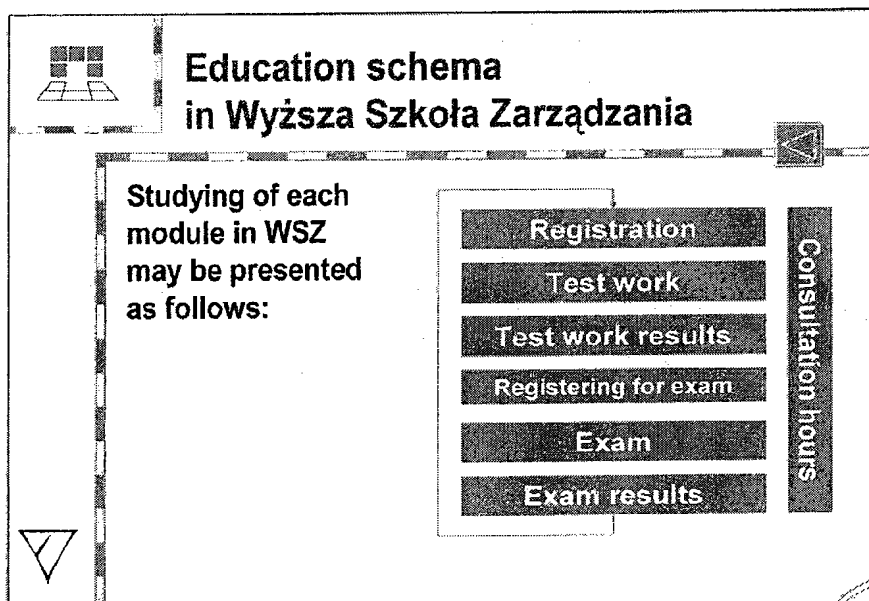 Education schema
in Wyższa Szkoła Zarządzania
Studying of each
module in WSZ
may be presented
as follows:
Registration
Test work
Test work results
Registering for exam
Exam
Exam results
Consultation hours